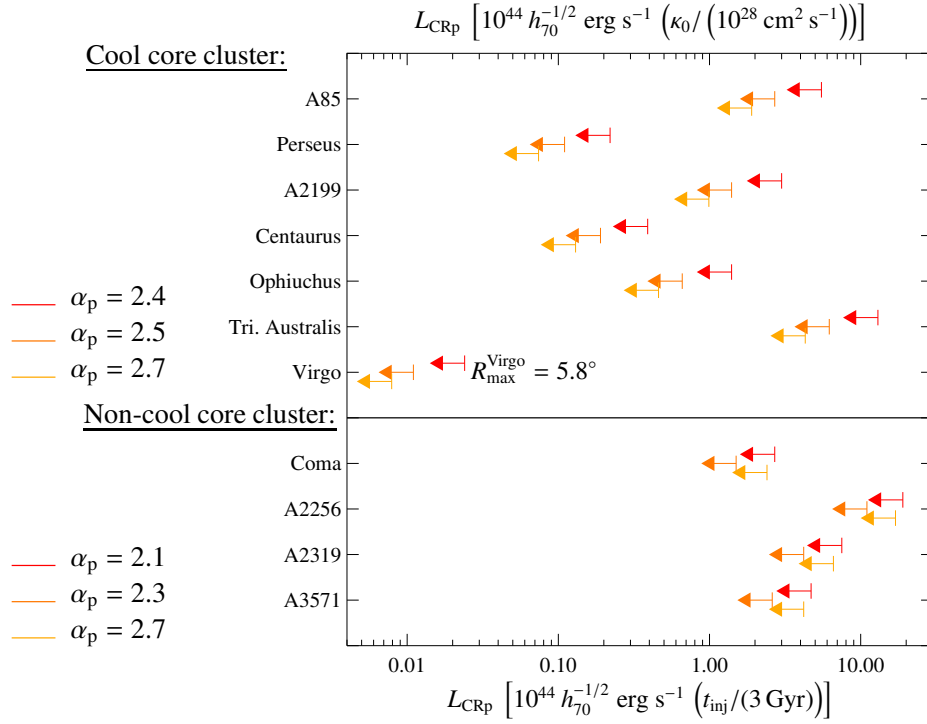 L_CRp [10^44 h_70^{-1/2} erg s^-1 (κ_0/(10^28 cm^2 s^-1))]
Cool core cluster:
A85
Perseus
A2199
Centaurus
Ophiuchus
α_p = 2.4
α_p = 2.5
Tri. Australis
α_p = 2.7
Virgo
R_max^Virgo = 5.8°
Non-cool core cluster:
Coma
A2256
A2319
α_p = 2.1
α_p = 2.3
A3571
α_p = 2.7
0.01 0.10 1.00 10.00
L_CRp [10^44 h_70^{-1/2} erg s^-1 (t_inj/(3 Gyr))]